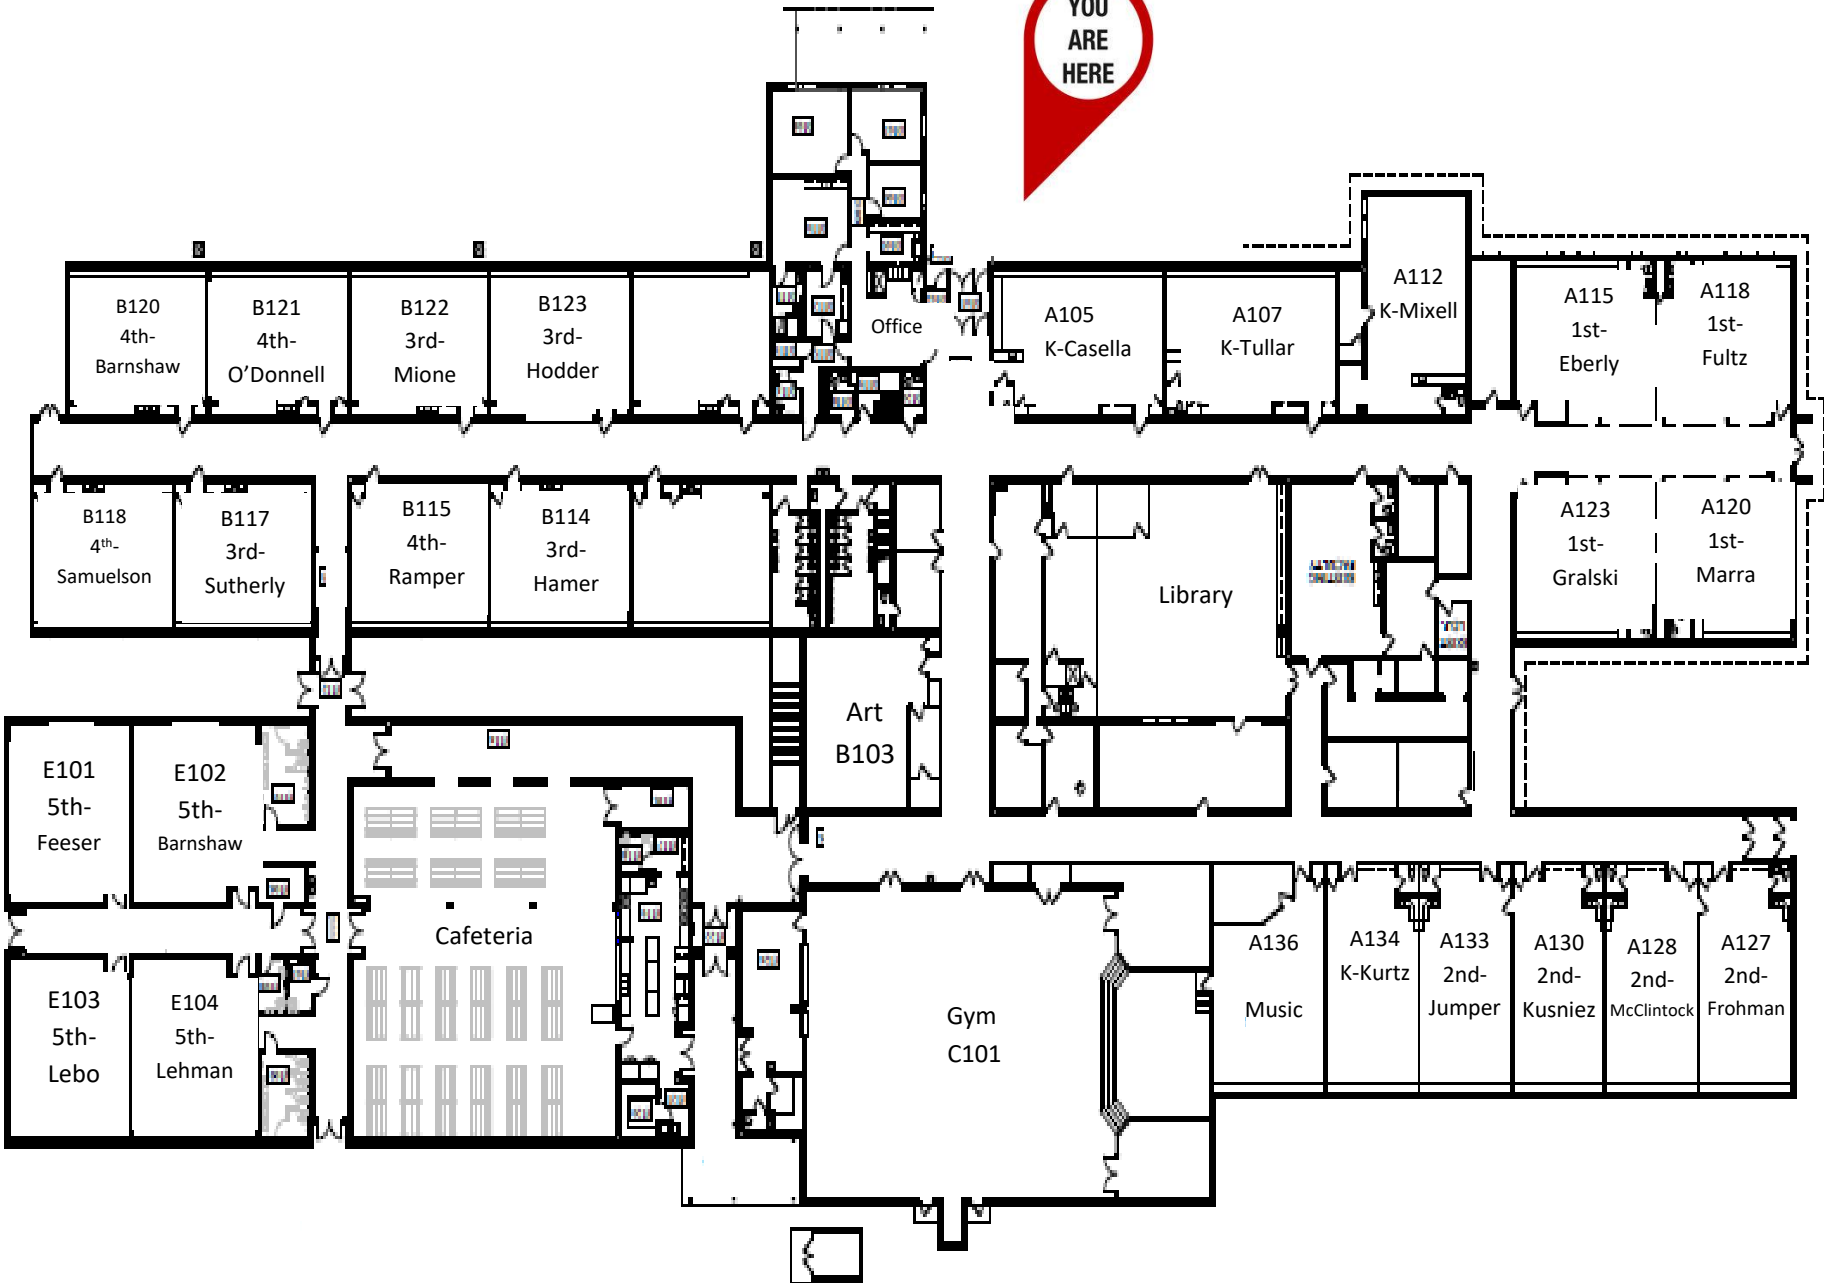 YOU
ARE
HERE
B120
4th-
Barnshaw
B121
4th-
O'Donnell
B122
3rd-
Mione
B123
3rd-
Hodder
Office
A105
K-Casella
A107
K-Tullar
A112
K-Mixell
A115
1st-
Eberly
A118
1st-
Fultz
B118
4th-
Samuelson
B117
3rd-
Sutherly
B115
4th-
Ramper
B114
3rd-
Hamer
Library
A123
1st-
Gralski
A120
1st-
Marra
Art
B103
E101
5th-
Feeser
E102
5th-
Barnshaw
Cafeteria
E103
5th-
Lebo
E104
5th-
Lehman
Gym
C101
A136
Music
A134
K-Kurtz
A133
2nd-
Jumper
A130
2nd-
Kusniez
A128
2nd-
McClintock
A127
2nd-
Frohman